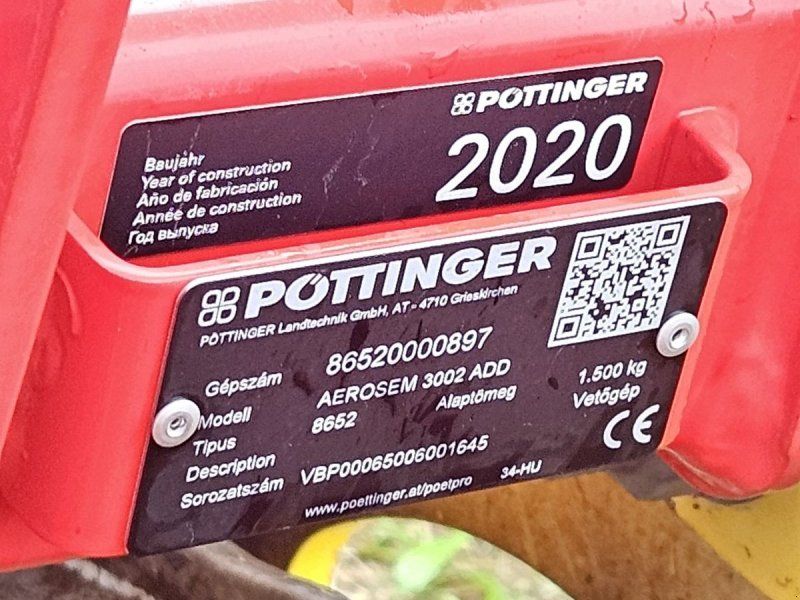 PÖTTINGER
Baujahr
Year of construction
Año de fabricación
Année de construction
Год выпуска
2020
PÖTTINGER
PÖTTINGER Landtechnik GmbH, AT - 4710 Grieskirchen
Gépszám 86520000897
Modell AEROSEM 3002 ADD 1.500 kg
Típus 8652 Alaptömeg Vetőgép
Description
Sorozatszám VBP00065006001645 CE
www.poettinger.at/poetpro 34-HU